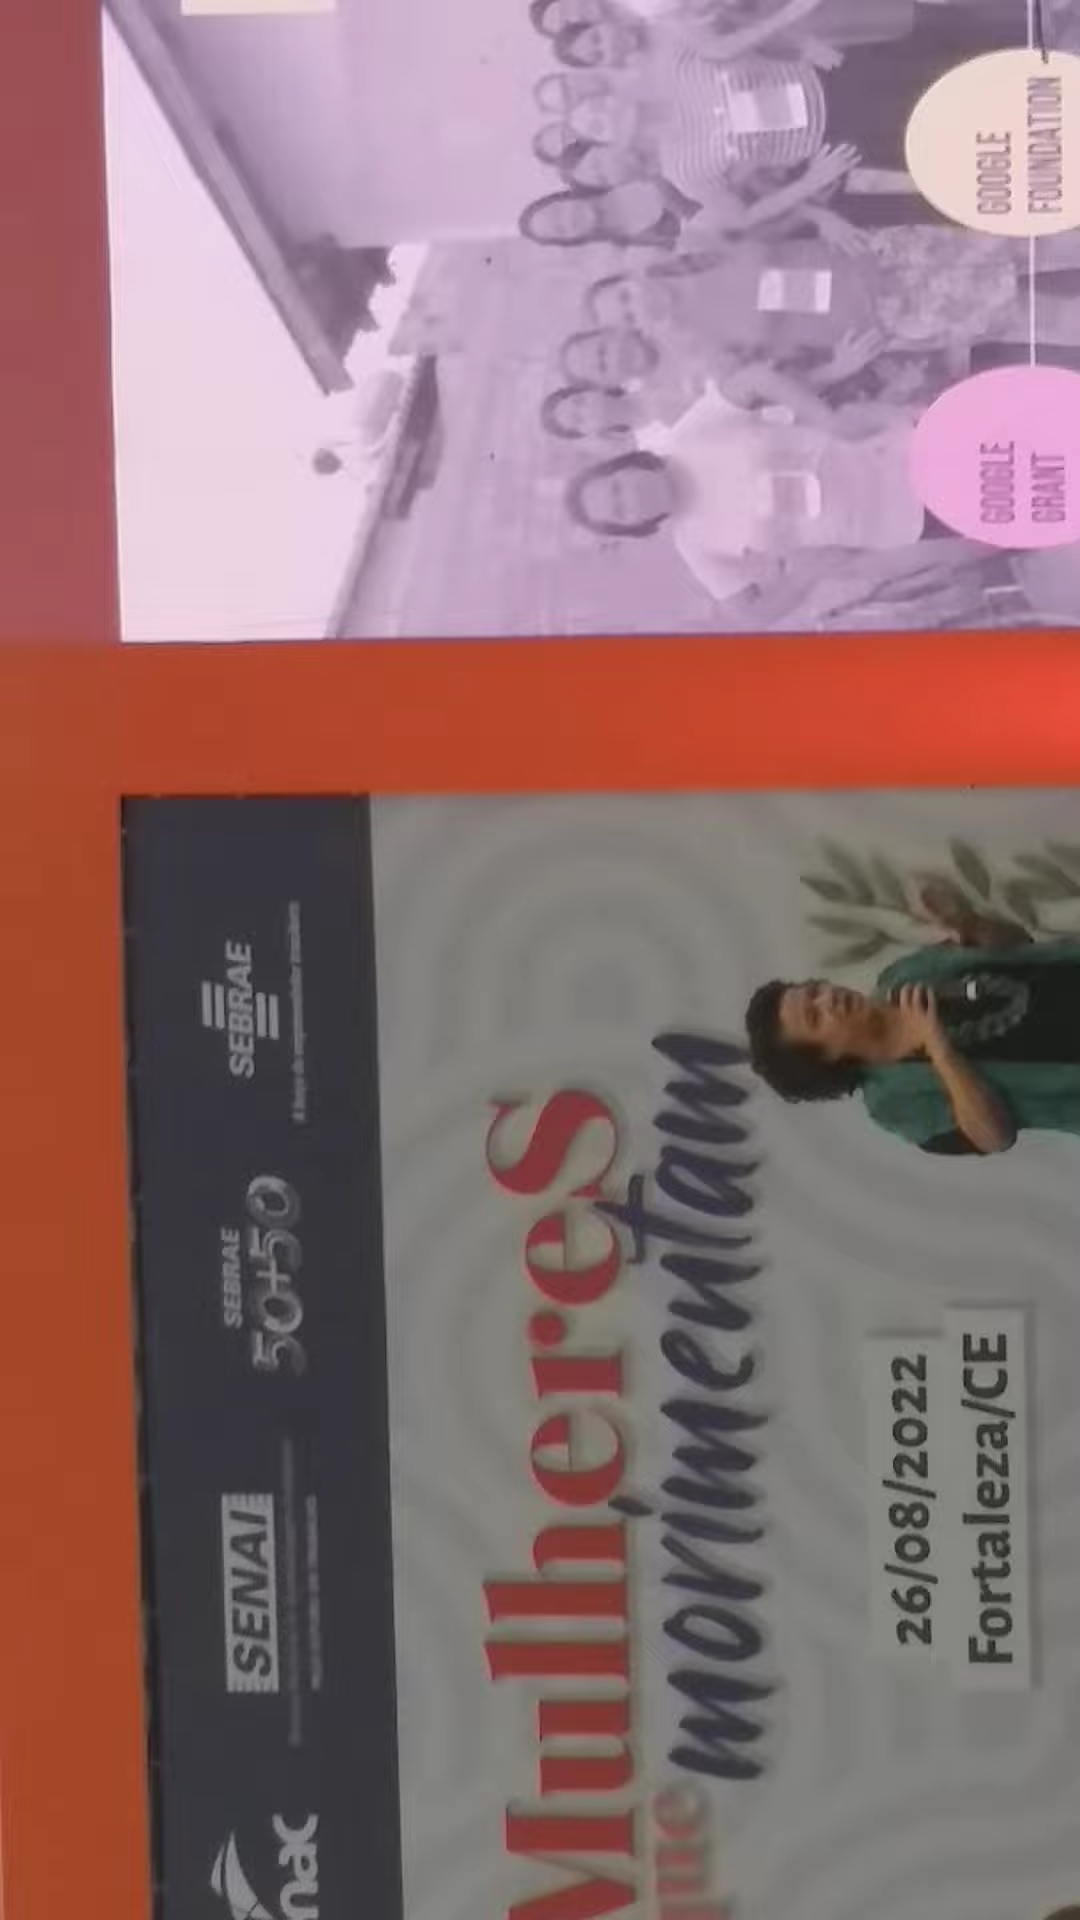 SENAI
SEBRAE
50+50
SEBRAE
Mulheres
que movimentam
26/08/2022
Fortaleza/CE
GOOGLE
GRANT
GOOGLE
FOUNDATION